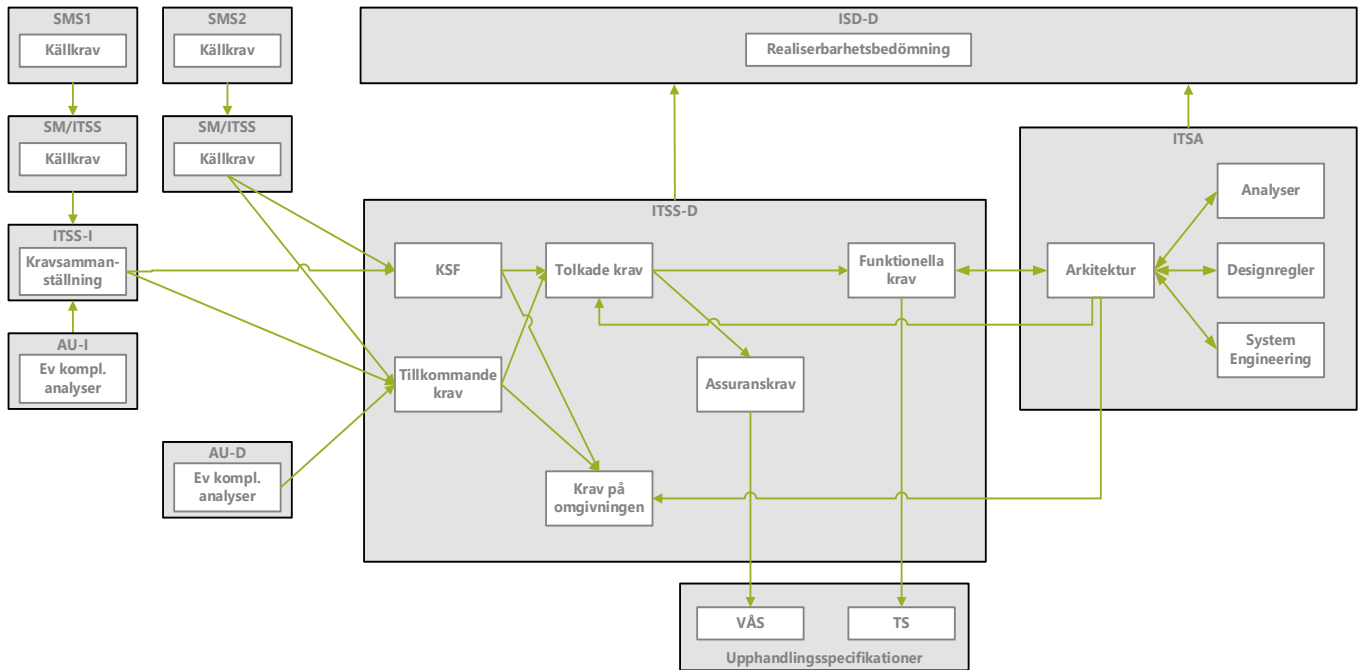 SMS1
Källkrav
SMS2
Källkrav
ISD-D
Realiserbarhetsbedömning
SM/ITSS
Källkrav
SM/ITSS
Källkrav
ITSA
Analyser
Arkitektur
Designregler
System
Engineering
ITSS-I
Kravsamman-
ställning
AU-I
Ev kompl.
analyser
AU-D
Ev kompl.
analyser
ITSS-D
KSF
Tolkade krav
Funktionella
krav
Tillkommande
krav
Assuranskrav
Krav på
omgivningen
VÅS
TS
Upphandlingsspecifikationer